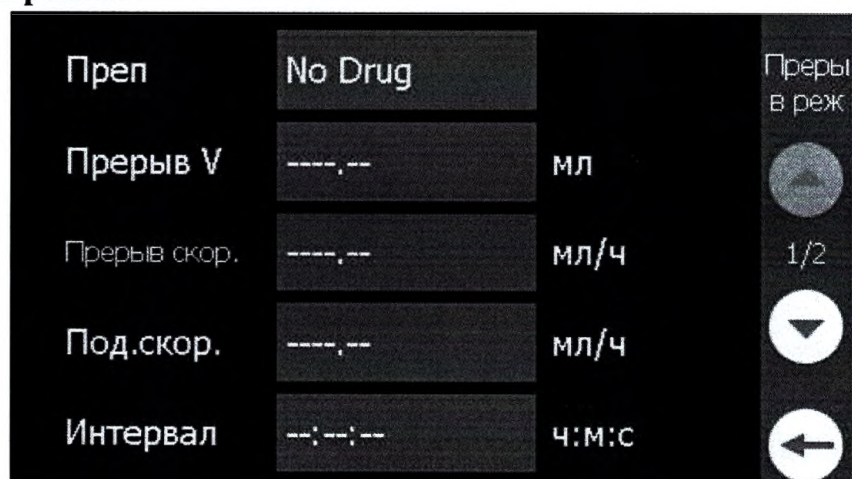 Преп No Drug
Преры
в реж
Прерыв V ----.-- мл
Прерыв скор. ----.-- мл/ч
1/2
Под.скор. ----.-- мл/ч
Интервал --:--:-- ч:м:с